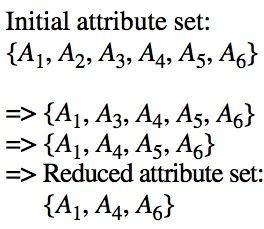 Initial attribute set:
{A₁, A₂, A₃, A₄, A₅, A₆}
=> {A₁, A₃, A₄, A₅, A₆}
=> {A₁, A₄, A₅, A₆}
=> Reduced attribute set:
{A₁, A₄, A₆}